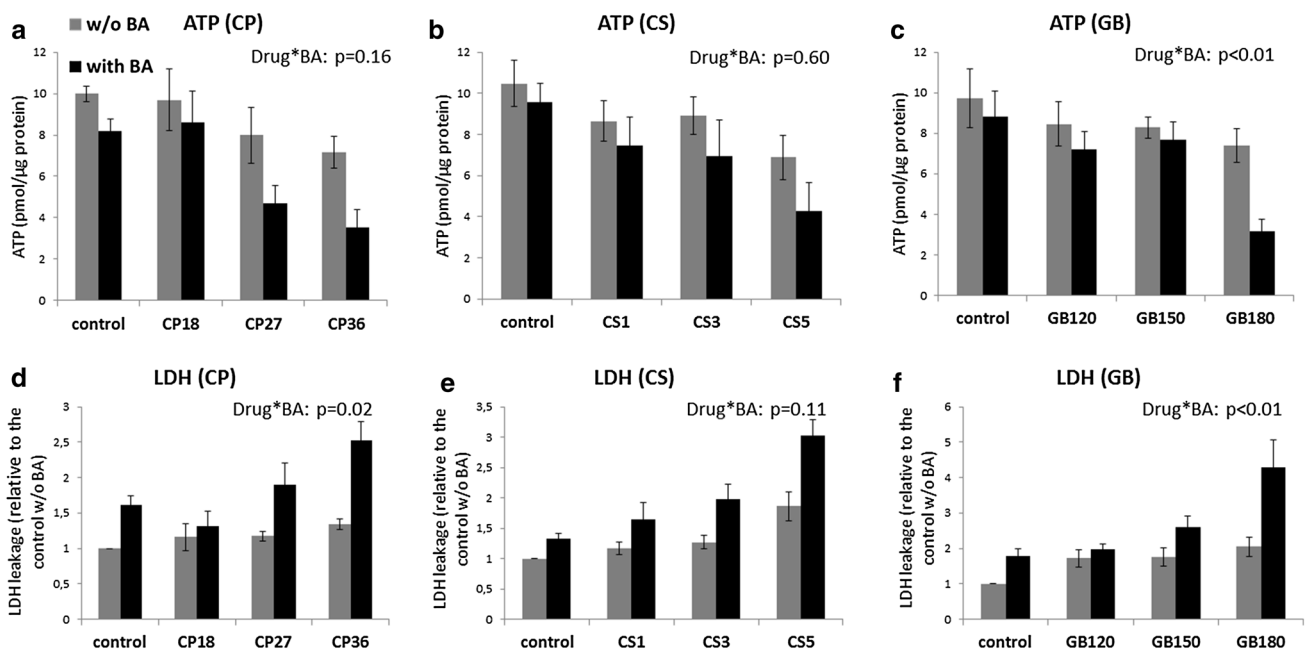 a
w/o BA
with BA
ATP (CP)
Drug*BA: p=0.16
ATP (pmol/µg protein)
12
10
8
6
4
2
0
control CP18 CP27 CP36
b
ATP (CS)
Drug*BA: p=0.60
ATP (pmol/µg protein)
12
10
8
6
4
2
0
control CS1 CS3 CS5
c
ATP (GB)
Drug*BA: p<0.01
ATP (pmol/µg protein)
12
10
8
6
4
2
0
control GB120 GB150 GB180
d
LDH (CP)
Drug*BA: p=0.02
LDH leakage (relative to the
control w/o BA)
3
2,5
2
1,5
1
0,5
0
control CP18 CP27 CP36
e
LDH (CS)
Drug*BA: p=0.11
LDH leakage (relative to the
control w/o BA)
3,5
3
2,5
2
1,5
1
0,5
0
control CS1 CS3 CS5
f
LDH (GB)
Drug*BA: p<0.01
LDH leakage (relative to the
control w/o BA)
6
5
4
3
2
1
0
control GB120 GB150 GB180